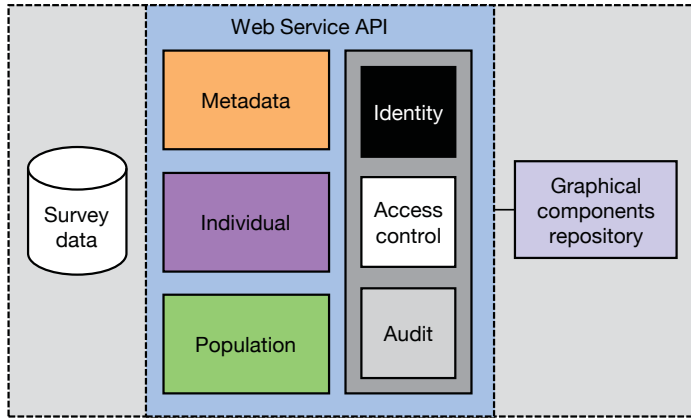 Web Service API
Metadata
Identity
Survey
data
Individual
Access
control
Graphical
components
repository
Population
Audit